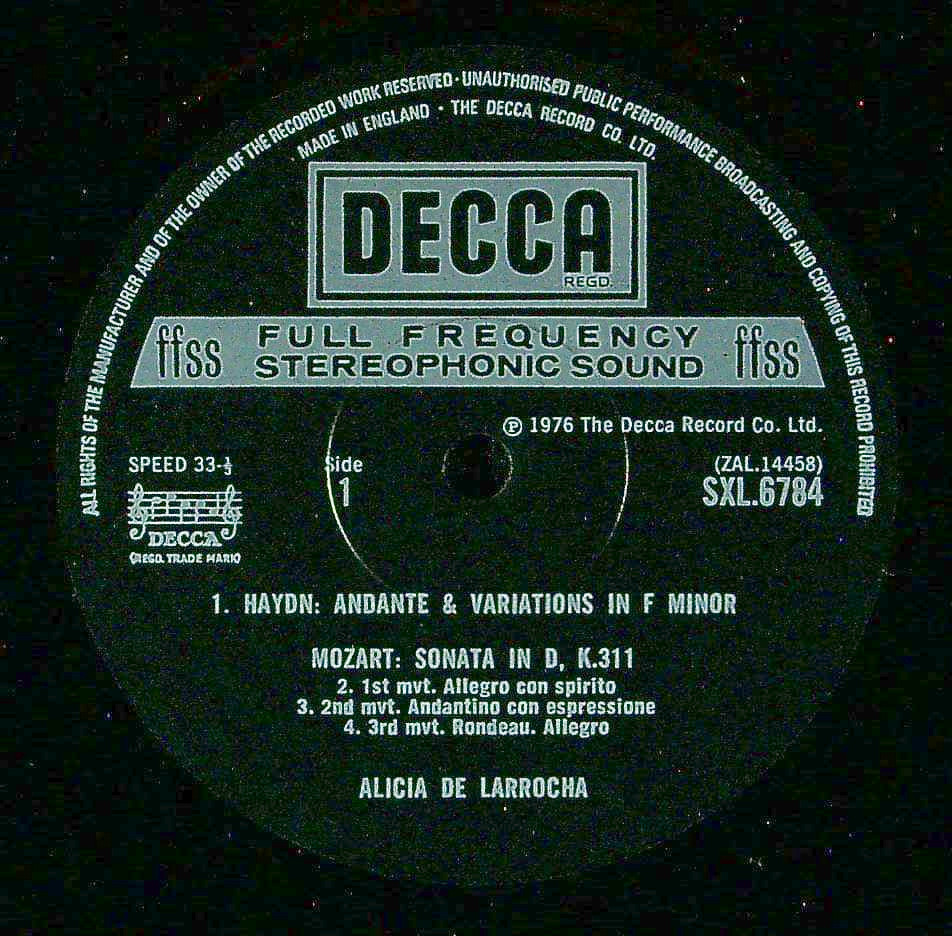 ALL RIGHTS OF THE MANUFACTURER AND OF THE OWNER OF THE RECORDED WORK RESERVED · UNAUTHORISED PUBLIC PERFORMANCE BROADCASTING AND COPYING OF THIS RECORD PROHIBITED
MADE IN ENGLAND · THE DECCA RECORD CO. LTD.
DECCA
REGD.
ffss FULL FREQUENCY STEREOPHONIC SOUND ffss
℗ 1976 The Decca Record Co. Ltd.
SPEED 33-⅓ Side (ZAL.14458)
1 SXL.6784
DECCA
(REGD. TRADE MARK)
1. HAYDN: ANDANTE & VARIATIONS IN F MINOR
MOZART: SONATA IN D, K.311
2. 1st mvt. Allegro con spirito
3. 2nd mvt. Andantino con espressione
4. 3rd mvt. Rondeau. Allegro
ALICIA DE LARROCHA